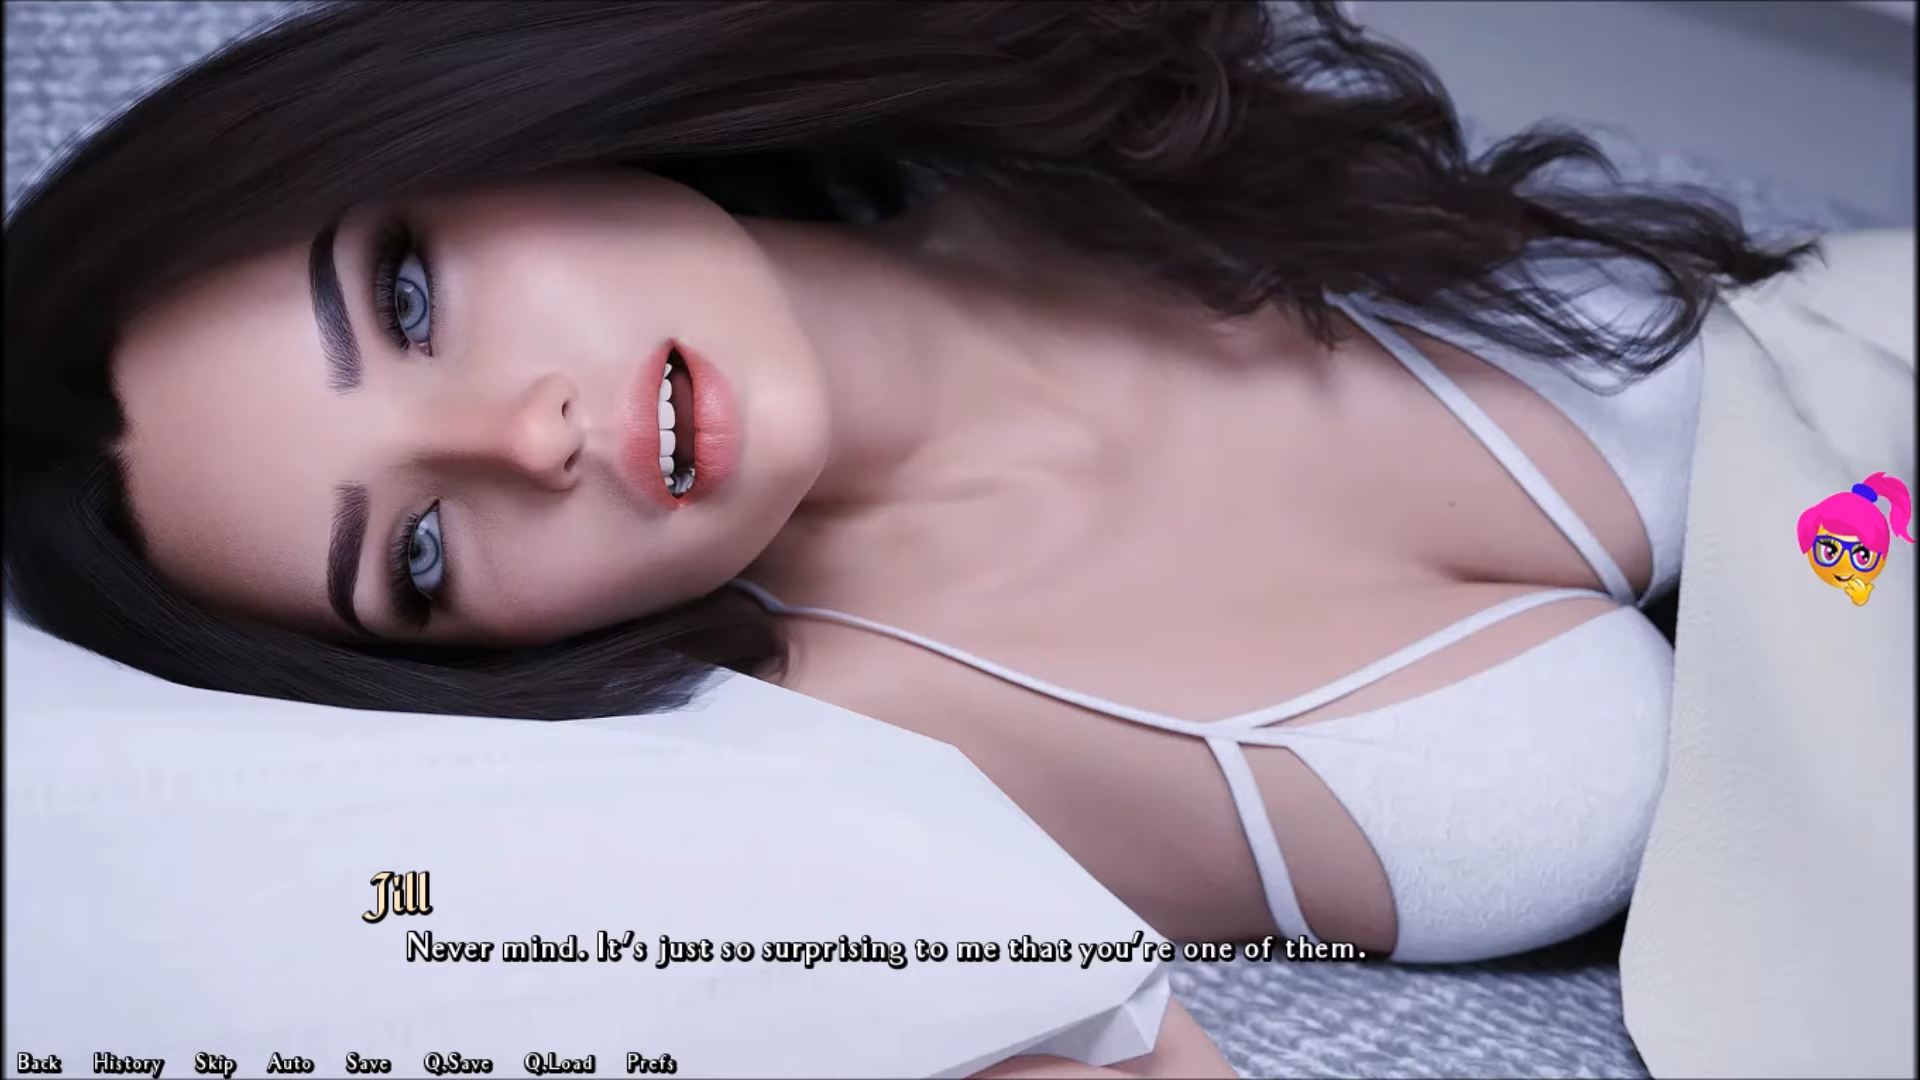 Jill
Never mind. It's just so surprising to me that you're one of them.
Back History Skip Auto Save Q.Save Q.Load Prefs